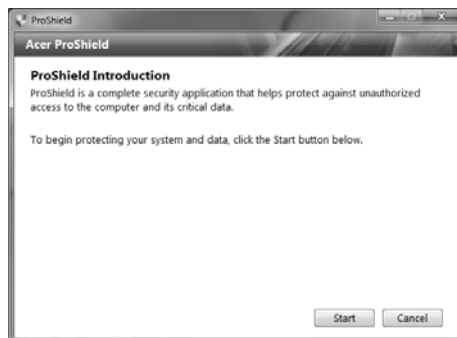 ProShield
Acer ProShield
ProShield Introduction
ProShield is a complete security application that helps protect against unauthorized
access to the computer and its critical data.
To begin protecting your system and data, click the Start button below.
Start Cancel